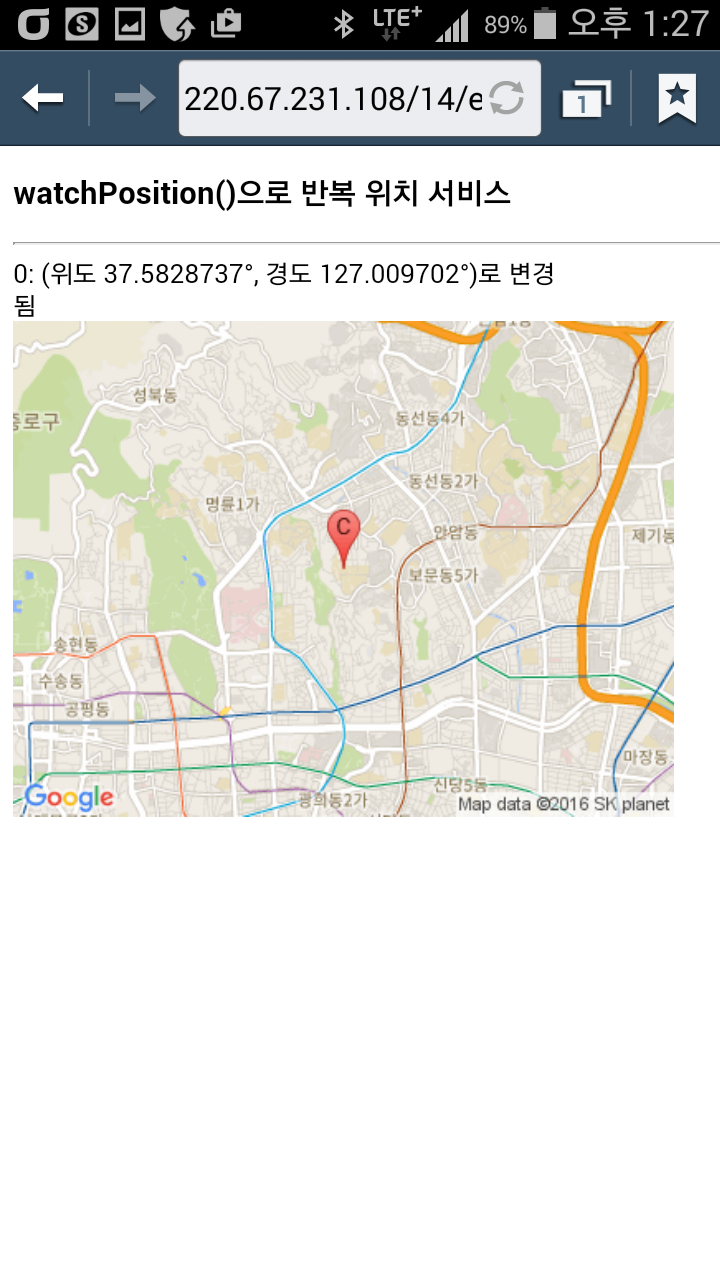 89% 오후 1:27
LTE+
220.67.231.108/14/e
1
watchPosition()으로 반복 위치 서비스
0: (위도 37.5828737°, 경도 127.009702°)로 변경
됨
성북동
종로구
동선동4가
동선동2가
명륜1가
C
안암동
제기동
보문동5가
송현동
수송동
공평동
마장동
신당5동
광희동2가
Google
Map data ©2016 SK planet